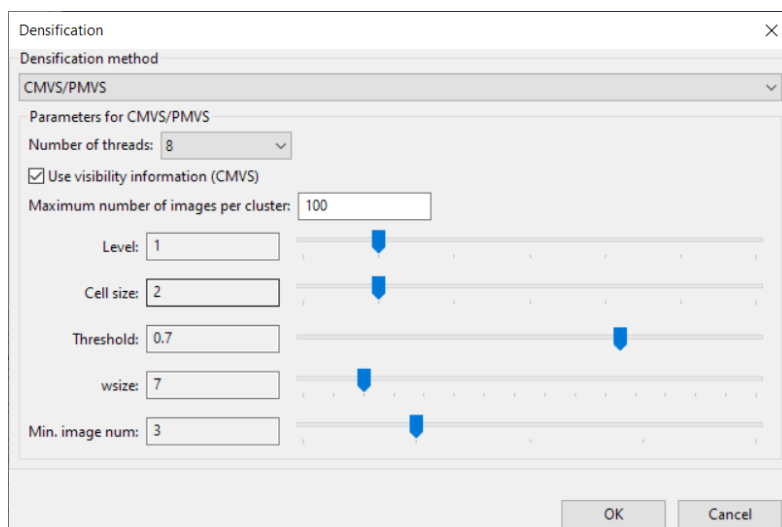 Densification
Densification method
CMVS/PMVS
Parameters for CMVS/PMVS
Number of threads: 8
Use visibility information (CMVS)
Maximum number of images per cluster: 100
Level: 1
Cell size: 2
Threshold: 0.7
wsize: 7
Min. image num: 3
OK Cancel